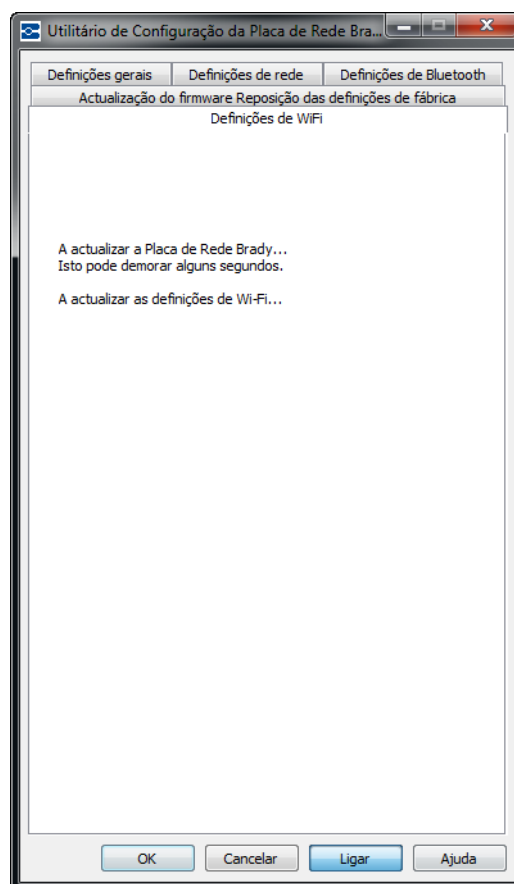 Utilitário de Configuração da Placa de Rede Bra...
Definições gerais Definições de rede Definições de Bluetooth
Actualização do firmware Reposição das definições de fábrica
Definições de WiFi
A actualizar a Placa de Rede Brady...
Isto pode demorar alguns segundos.
A actualizar as definições de Wi-Fi...
OK Cancelar Ligar Ajuda